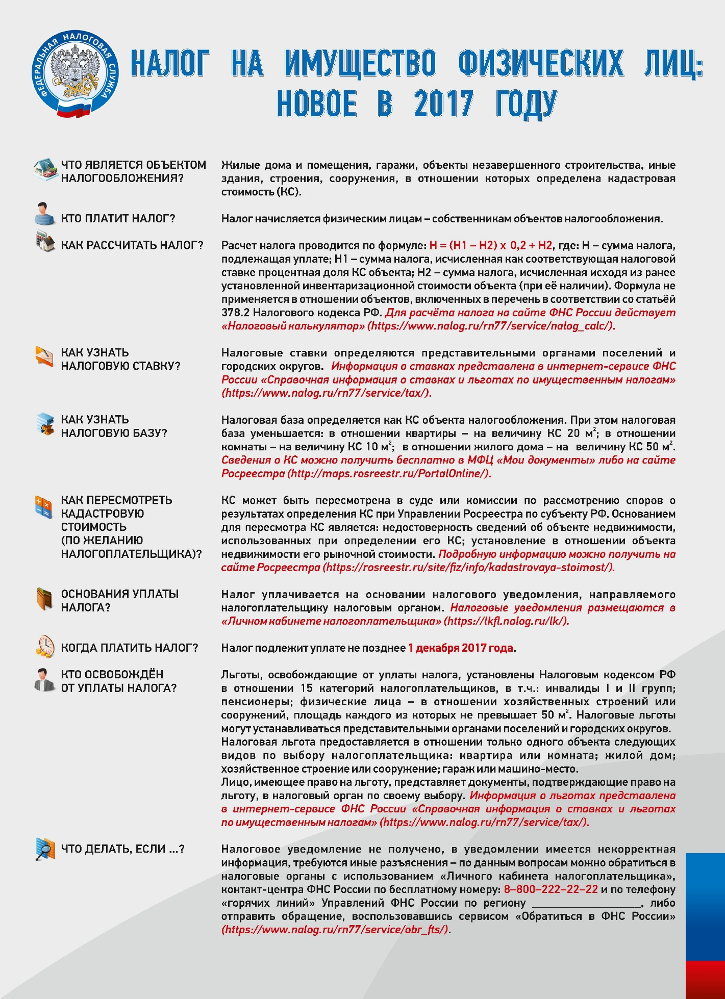 ФЕДЕРАЛЬНАЯ НАЛОГОВАЯ СЛУЖБА
НАЛОГ НА ИМУЩЕСТВО ФИЗИЧЕСКИХ ЛИЦ:
НОВОЕ В 2017 ГОДУ
ЧТО ЯВЛЯЕТСЯ ОБЪЕКТОМ
НАЛОГООБЛОЖЕНИЯ?
Жилые дома и помещения, гаражи, объекты незавершенного строительства, иные
здания, строения, сооружения, в отношении которых определена кадастровая
стоимость (КС).
КТО ПЛАТИТ НАЛОГ?
Налог начисляется физическим лицам – собственникам объектов налогообложения.
КАК РАССЧИТАТЬ НАЛОГ?
Расчет налога проводится по формуле: Н = (Н1 – Н2) х 0,2 + Н2, где: Н – сумма налога,
подлежащая уплате; Н1 – сумма налога, исчисленная как соответствующая налоговой
ставке процентная доля КС объекта; Н2 – сумма налога, исчисленная исходя из ранее
установленной инвентаризационной стоимости объекта (при её наличии). Формула не
применяется в отношении объектов, включенных в перечень в соответствии со статьёй
378.2 Налогового кодекса РФ. Для расчёта налога на сайте ФНС России действует
«Налоговый калькулятор» (https://www.nalog.ru/rn77/service/nalog_calc/).
КАК УЗНАТЬ
НАЛОГОВУЮ СТАВКУ?
Налоговые ставки определяются представительными органами поселений и
городских округов. Информация о ставках представлена в интернет-сервисе ФНС
России «Справочная информация о ставках и льготах по имущественным налогам»
(https://www.nalog.ru/rn77/service/tax/).
КАК УЗНАТЬ
НАЛОГОВУЮ БАЗУ?
Налоговая база определяется как КС объекта налогообложения. При этом налоговая
база уменьшается: в отношении квартиры – на величину КС 20 м²; в отношении
комнаты – на величину КС 10 м²; в отношении жилого дома – на величину КС 50 м².
Сведения о КС можно получить бесплатно в МФЦ «Мои документы» либо на сайте
Росреестра (http://maps.rosreestr.ru/PortalOnline/).
КАК ПЕРЕСМОТРЕТЬ
КАДАСТРОВУЮ
СТОИМОСТЬ
(ПО ЖЕЛАНИЮ
НАЛОГОПЛАТЕЛЬЩИКА)?
КС может быть пересмотрена в суде или комиссии по рассмотрению споров о
результатах определения КС при Управлении Росреестра по субъекту РФ. Основанием
для пересмотра КС является: недостоверность сведений об объекте недвижимости,
использованных при определении его КС; установление в отношении объекта
недвижимости его рыночной стоимости. Подробную информацию можно получить на
сайте Росреестра (https://rosreestr.ru/site/fiz/info/kadastrovaya-stoimost/).
ОСНОВАНИЯ УПЛАТЫ
НАЛОГА?
Налог уплачивается на основании налогового уведомления, направляемого
налогоплательщику налоговым органом. Налоговые уведомления размещаются в
«Личном кабинете налогоплательщика» (https://lkfl.nalog.ru/lk/).
КОГДА ПЛАТИТЬ НАЛОГ?
Налог подлежит уплате не позднее 1 декабря 2017 года.
КТО ОСВОБОЖДЁН
ОТ УПЛАТЫ НАЛОГА?
Льготы, освобождающие от уплаты налога, установлены Налоговым кодексом РФ
в отношении 15 категорий налогоплательщиков, в т.ч.: инвалиды I и II групп;
пенсионеры; физические лица – в отношении хозяйственных строений или
сооружений, площадь каждого из которых не превышает 50 м². Налоговые льготы
могут устанавливаться представительными органами поселений и городских округов.
Налоговая льгота предоставляется в отношении только одного объекта следующих
видов по выбору налогоплательщика: квартира или комната; жилой дом;
хозяйственное строение или сооружение; гараж или машино-место.
Лицо, имеющее право на льготу, представляет документы, подтверждающие право на
льготу, в налоговый орган по своему выбору. Информация о льготах представлена
в интернет-сервисе ФНС России «Справочная информация о ставках и льготах
по имущественным налогам» (https://www.nalog.ru/rn77/service/tax/).
ЧТО ДЕЛАТЬ, ЕСЛИ ...?
Налоговое уведомление не получено, в уведомлении имеется некорректная
информация, требуются иные разъяснения – по данным вопросам можно обратиться в
налоговые органы с использованием «Личного кабинета налогоплательщика»,
контакт-центра ФНС России по бесплатному номеру: 8–800–222–22–22 и по телефону
«горячих линий» Управлений ФНС России по региону __________________, либо
отправить обращение, воспользовавшись сервисом «Обратиться в ФНС России»
(https://www.nalog.ru/rn77/service/obr_fts/).